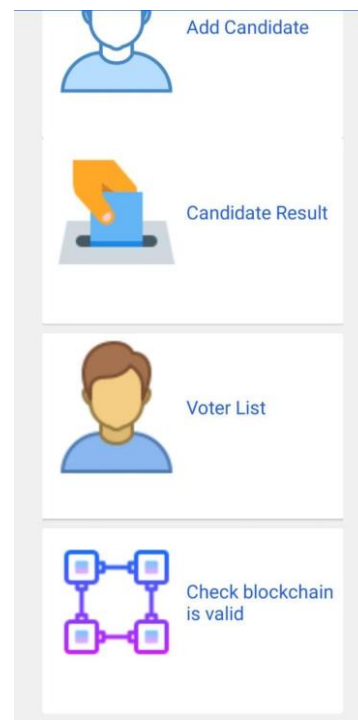 Add Candidate
Candidate Result
Voter List
Check blockchain
is valid